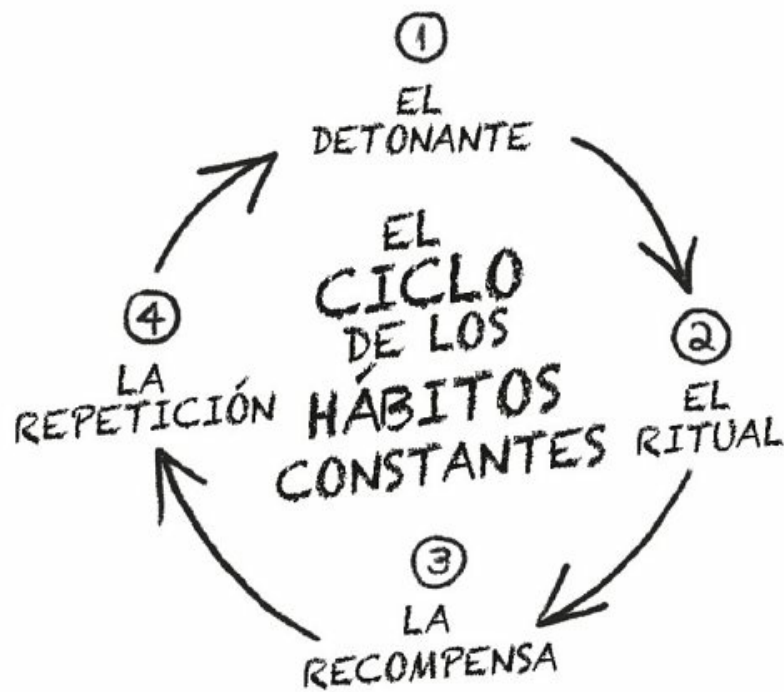 1
EL
DETONANTE
EL
CICLO
DE LOS
HÁBITOS
CONSTANTES
2
EL
RITUAL
3
LA
RECOMPENSA
4
LA
REPETICIÓN